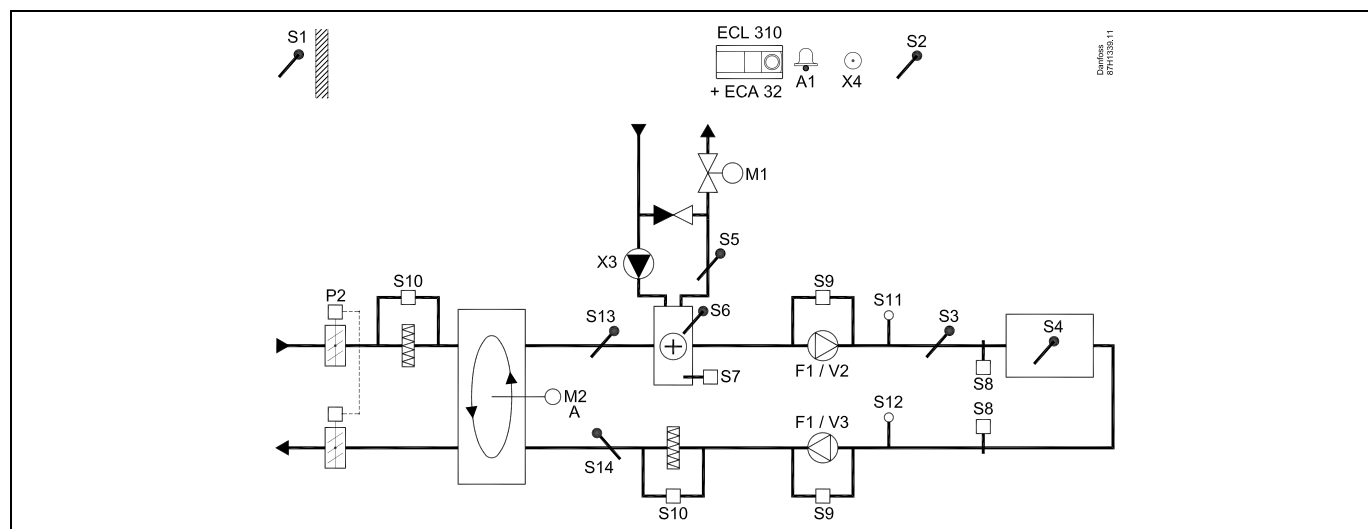 S1
ECL 310
+ ECA 32
A1
X4
S2
Danfoss
87H1339.11
M1
S5
X3
S10
P2
S13
S6
S9
S11
S3
S4
F1 / V2
S7
S8
M2
A
S8
F1 / V3
S12
S14
S10
S9